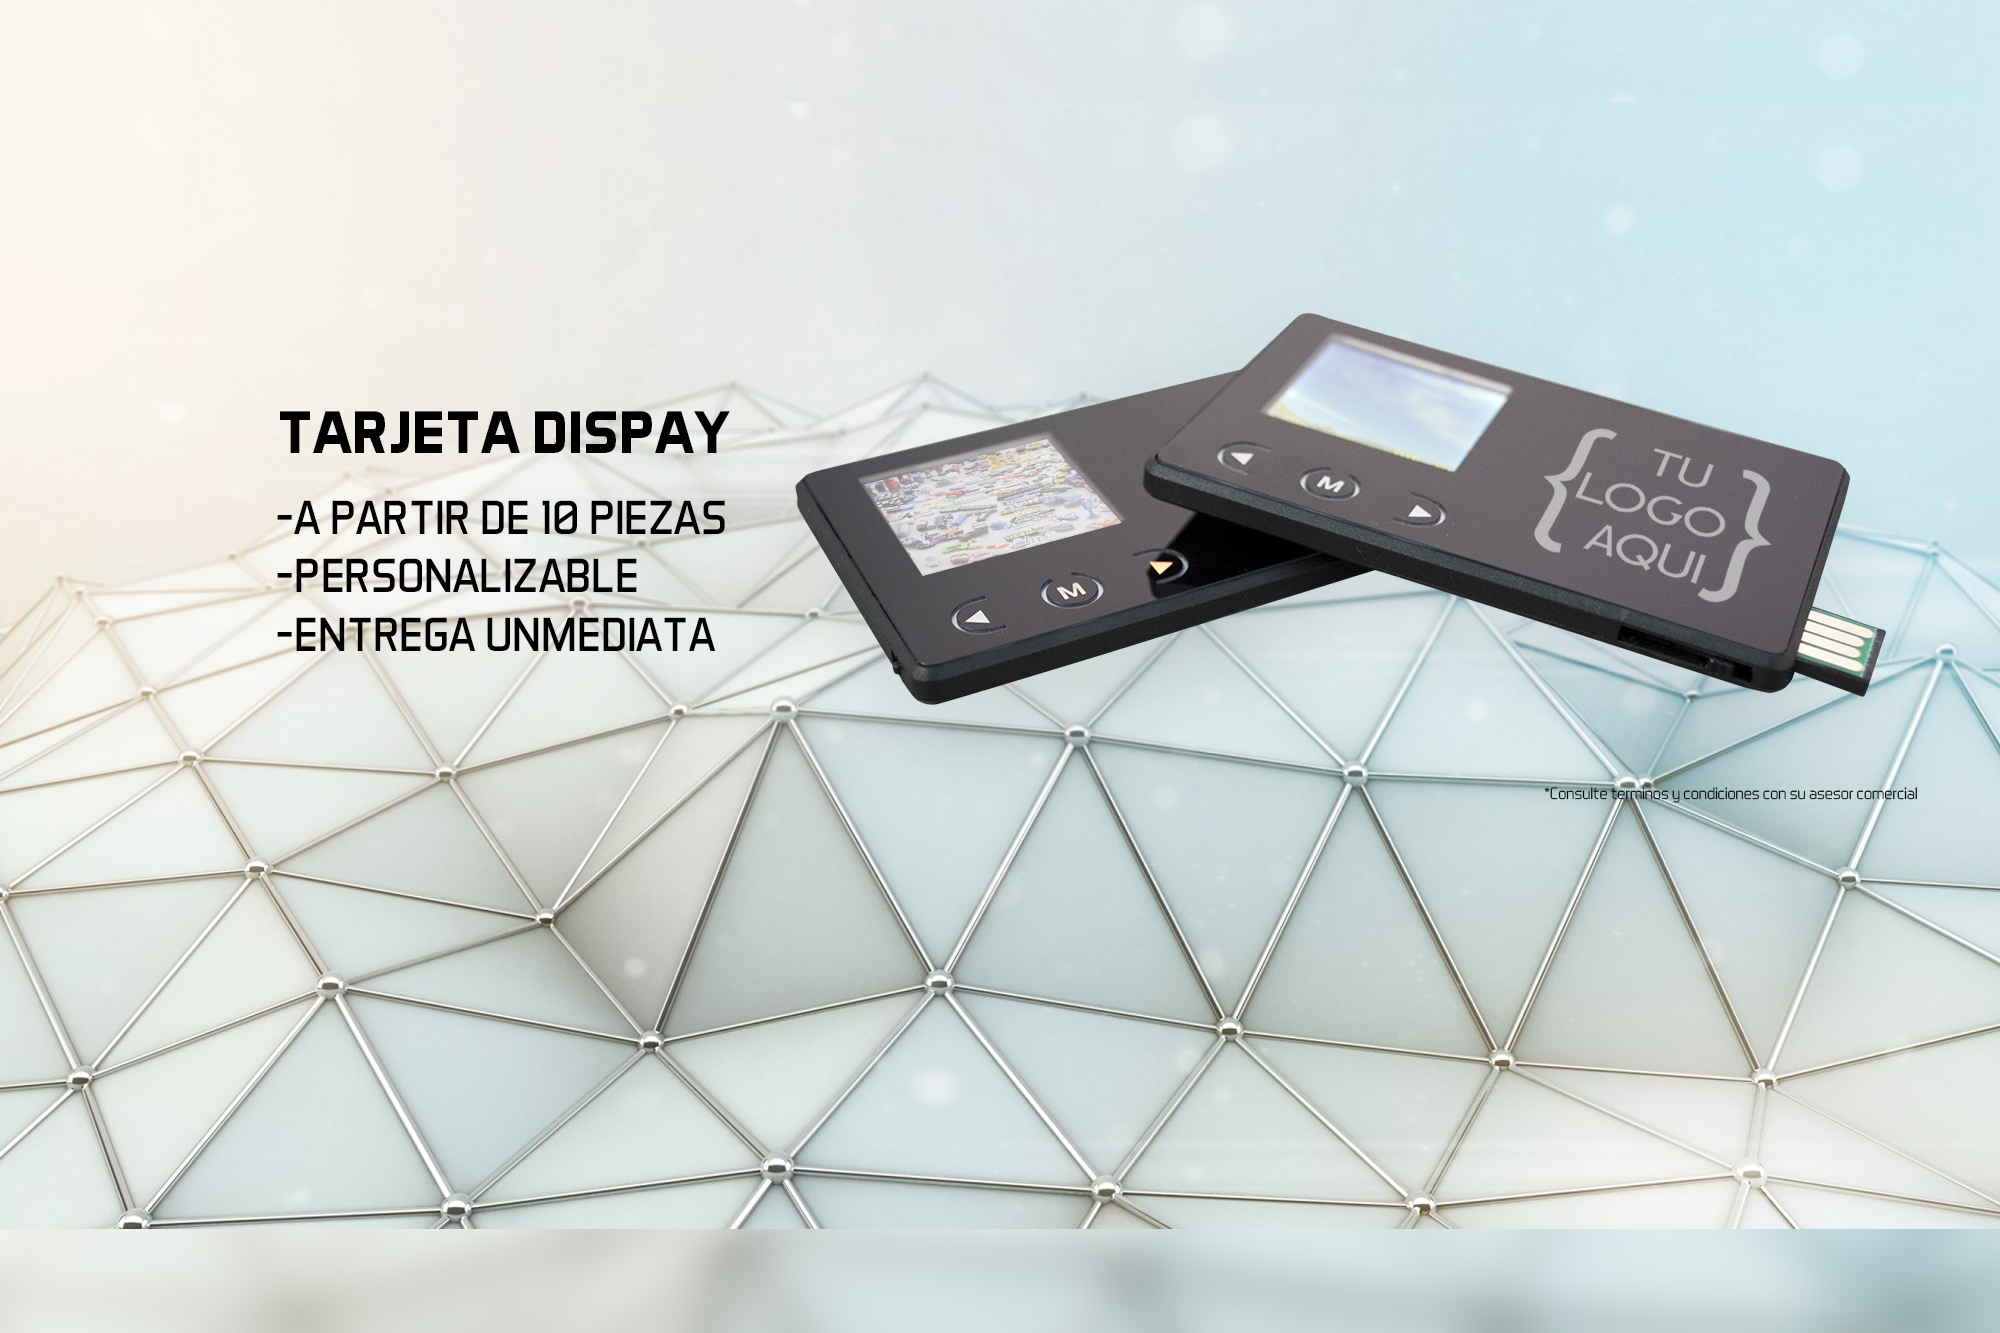 TARJETA DISPAY
-A PARTIR DE 10 PIEZAS
-PERSONALIZABLE
-ENTREGA UNMEDIATA
M
M
{TU
LOGO
AQUI}
*Consulte terminos y condiciones con su asesor comercial